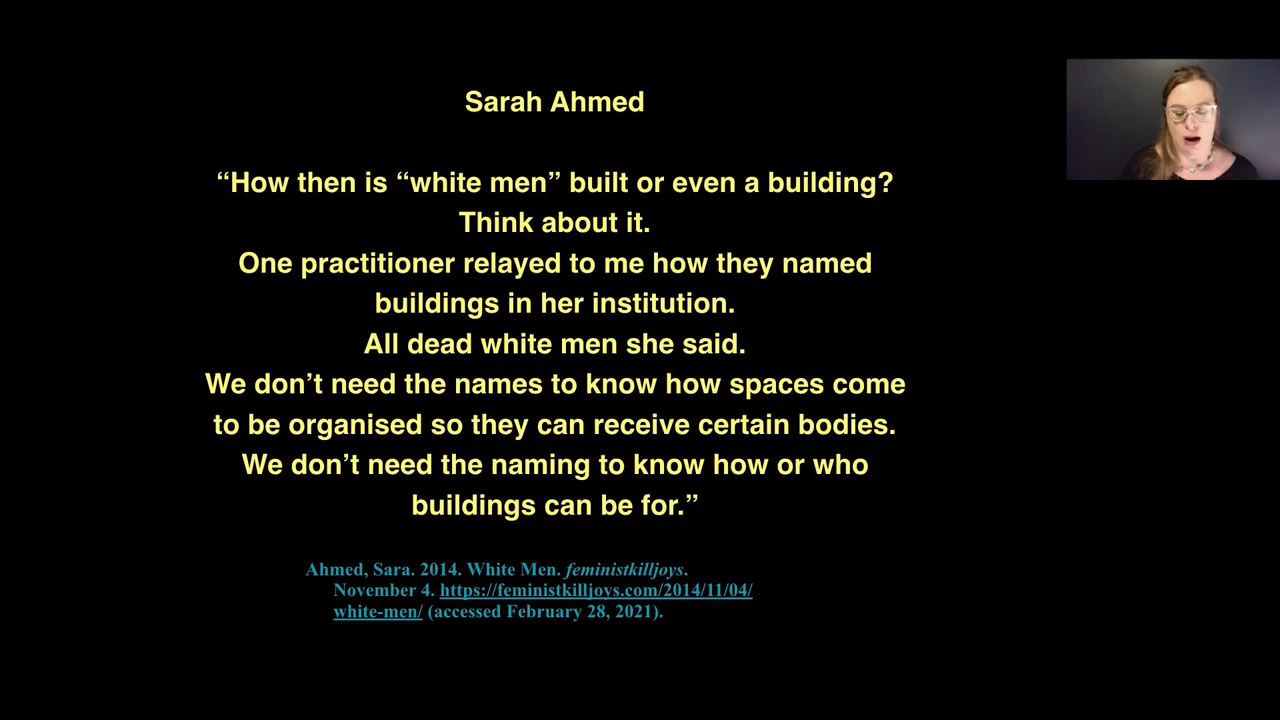 Sarah Ahmed
“How then is “white men” built or even a building?
Think about it.
One practitioner relayed to me how they named
buildings in her institution.
All dead white men she said.
We don’t need the names to know how spaces come
to be organised so they can receive certain bodies.
We don’t need the naming to know how or who
buildings can be for.”
Ahmed, Sara. 2014. White Men. feministkilljoys.
November 4. https://feministkilljoys.com/2014/11/04/
white-men/ (accessed February 28, 2021).